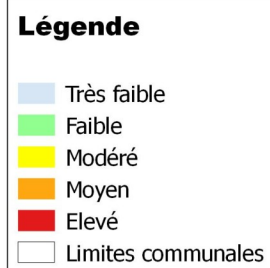 Légende
Très faible
Faible
Modéré
Moyen
Elevé
Limites communales